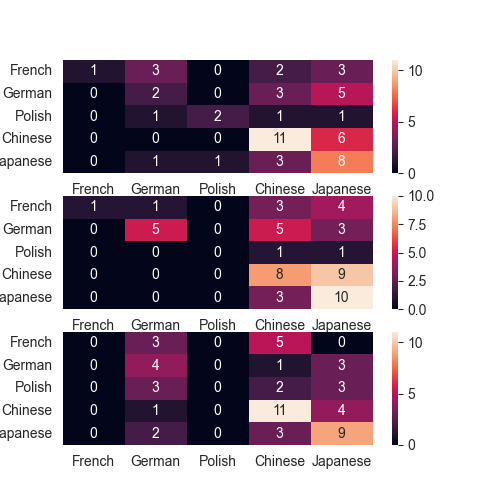 French 1 3 0 2 3 10
German 0 2 0 3 5
Polish 0 1 2 1 1 5
Chinese 0 0 0 11 6
apanese 0 1 1 3 8 0
French German Polish Chinese Japanese
French 1 1 0 3 4 10.0
German 0 5 0 5 3 7.5
Polish 0 0 0 1 1 5.0
Chinese 0 0 0 8 9 2.5
apanese 0 0 0 3 10 0.0
French German Polish Chinese Japanese
French 0 3 0 5 0 10
German 0 4 0 1 3
Polish 0 3 0 2 3 5
Chinese 0 1 0 11 4
apanese 0 2 0 3 9 0
French German Polish Chinese Japanese